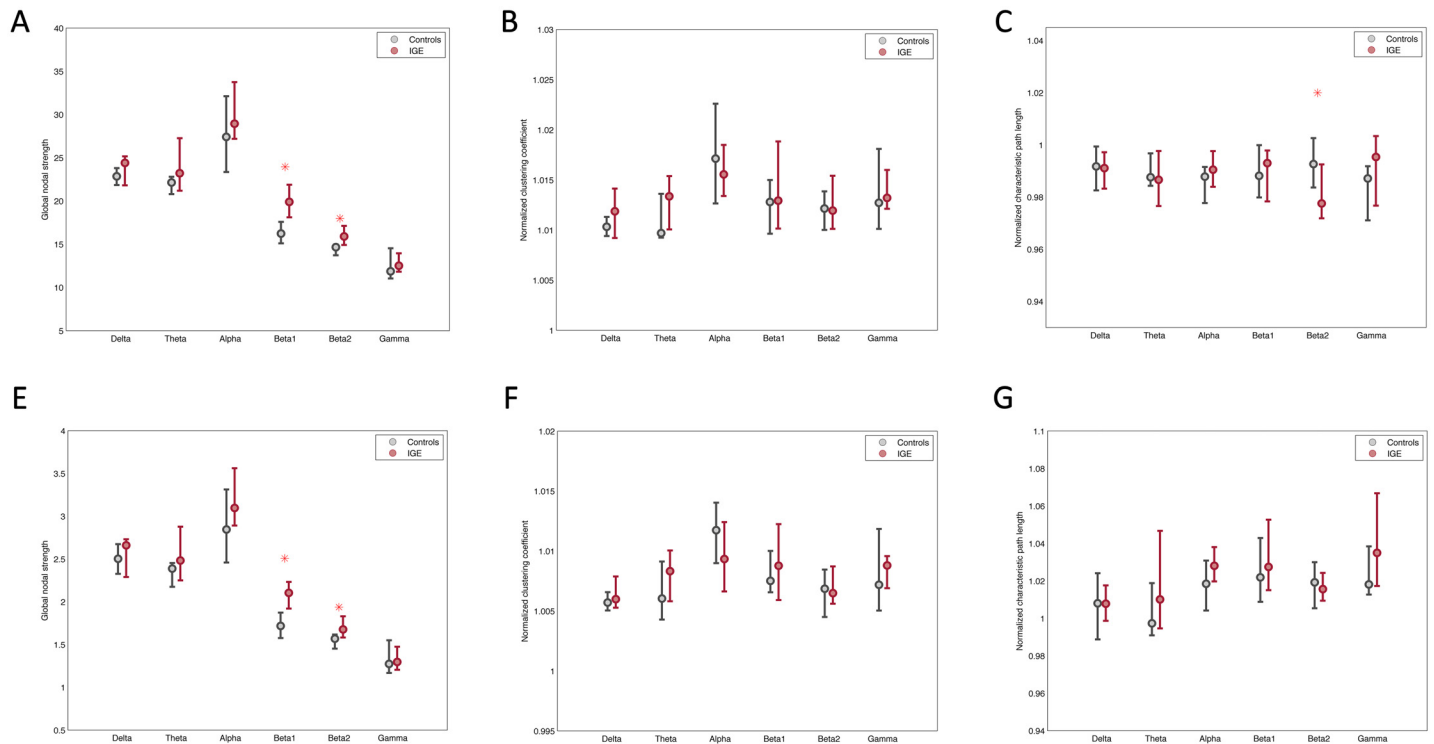 A
Global nodal strength
40
35
30
25
20
15
10
5
Controls
IGE
Delta Theta Alpha Beta1 Beta2 Gamma
B
Normalized clustering coefficient
1.03
1.025
1.02
1.015
1.01
1.005
1
Controls
IGE
Delta Theta Alpha Beta1 Beta2 Gamma
C
Normalized characteristic path length
1.04
1.02
1
0.98
0.96
0.94
Controls
IGE
Delta Theta Alpha Beta1 Beta2 Gamma
E
Global nodal strength
4
3.5
3
2.5
2
1.5
1
0.5
Controls
IGE
Delta Theta Alpha Beta1 Beta2 Gamma
F
Normalized clustering coefficient
1.02
1.015
1.01
1.005
1
0.995
Controls
IGE
Delta Theta Alpha Beta1 Beta2 Gamma
G
Normalized characteristic path length
1.1
1.08
1.06
1.04
1.02
1
0.98
0.96
0.94
Controls
IGE
Delta Theta Alpha Beta1 Beta2 Gamma